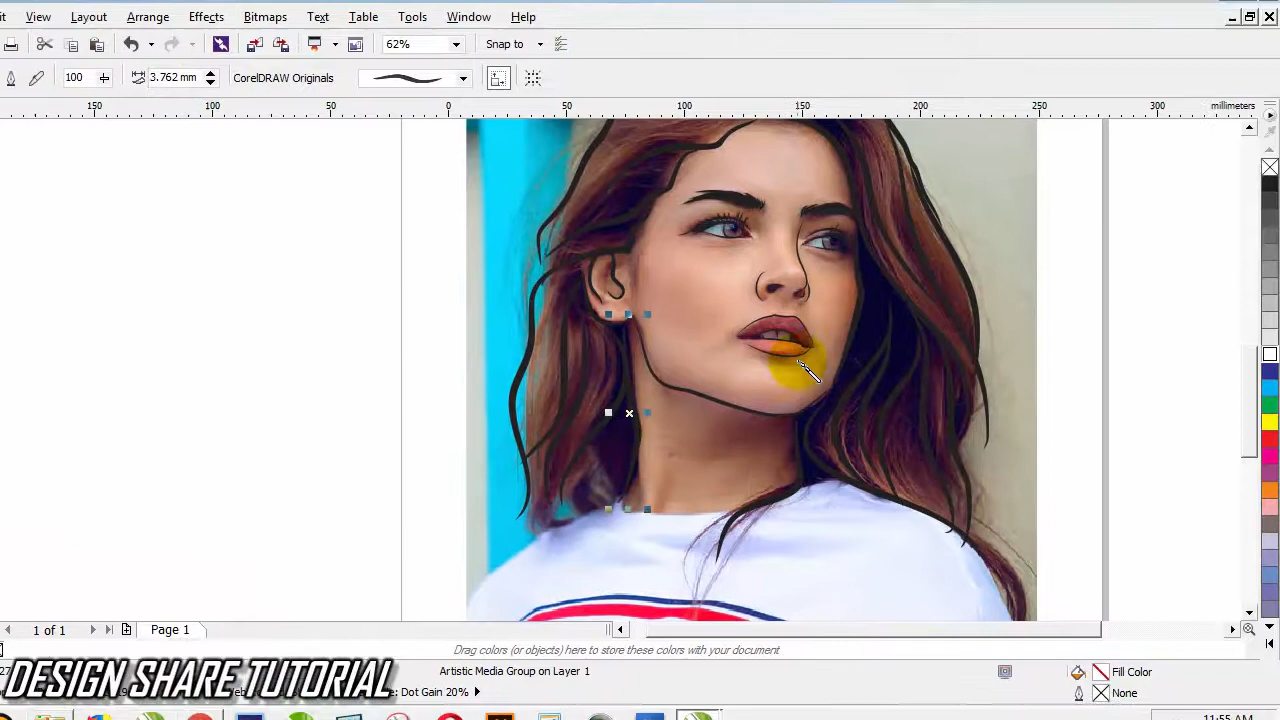 View Layout Arrange Effects Bitmaps Text Table Tools Window Help
62% Snap to
100 3.762 mm CorelDRAW Originals
150 100 50 0 50 100 150 200 250 300 millimeters
1 of 1 Page 1
Drag colors (or objects) here to store these colors with your document
Artistic Media Group on Layer 1 Fill Color
DESIGN SHARE TUTORIAL : Dot Gain 20% None
11:55 AM